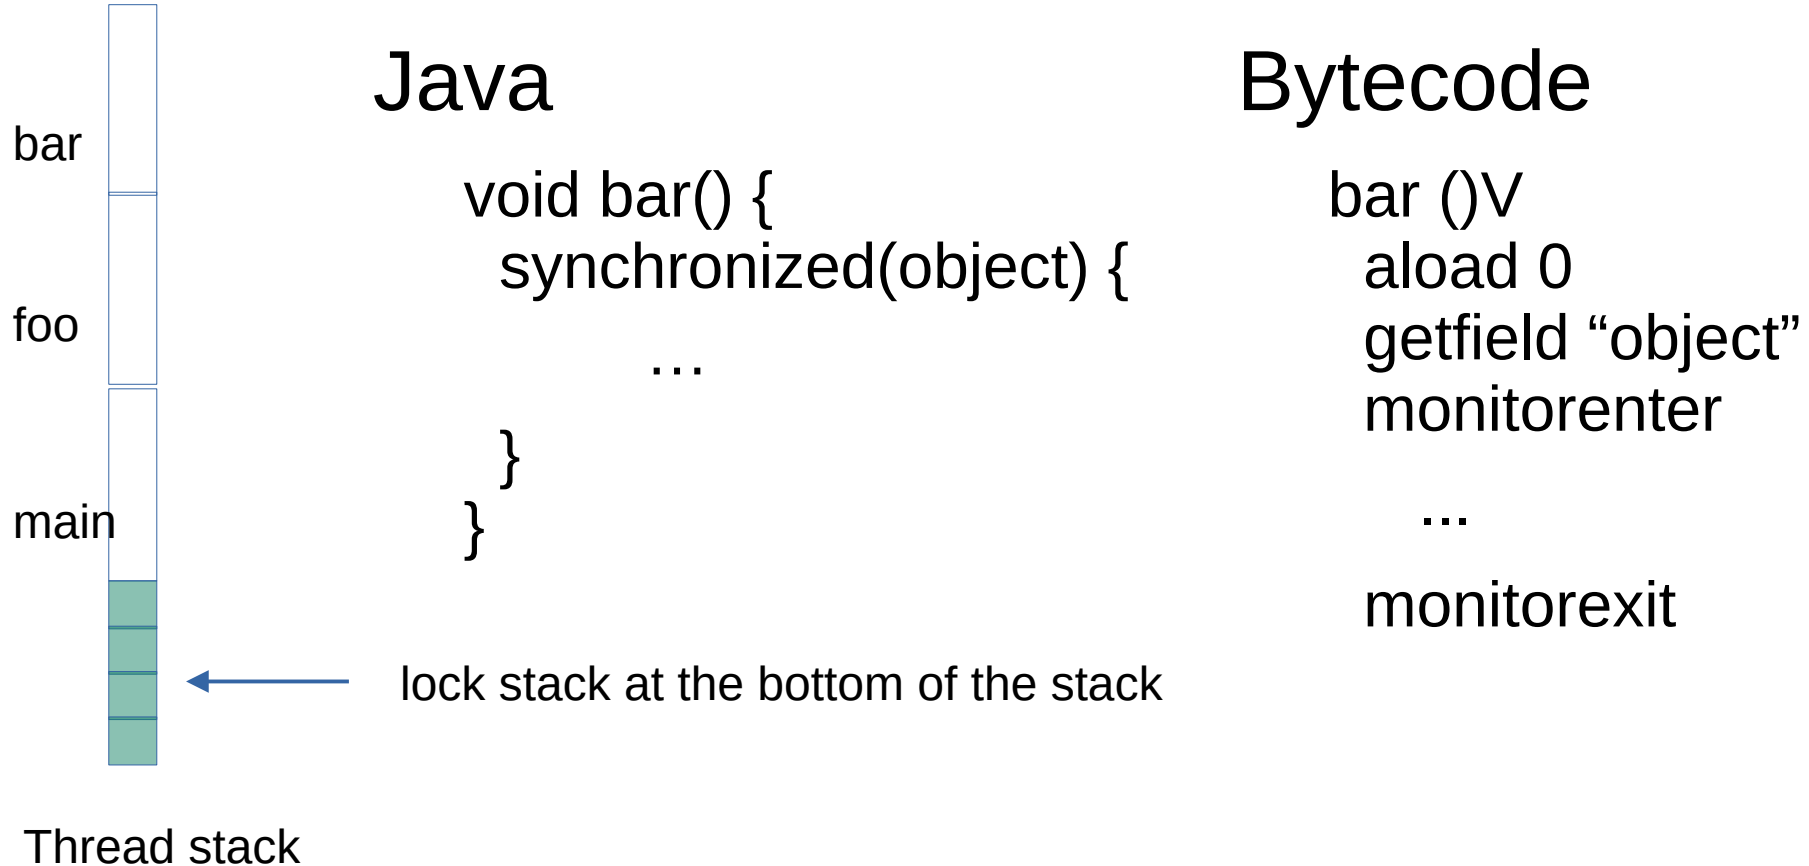 Java
Bytecode
bar
foo
main
void bar() {
synchronized(object) {
…
}
}
bar ()V
aload 0
getfield “object”
monitorenter
...
monitorexit
lock stack at the bottom of the stack
Thread stack